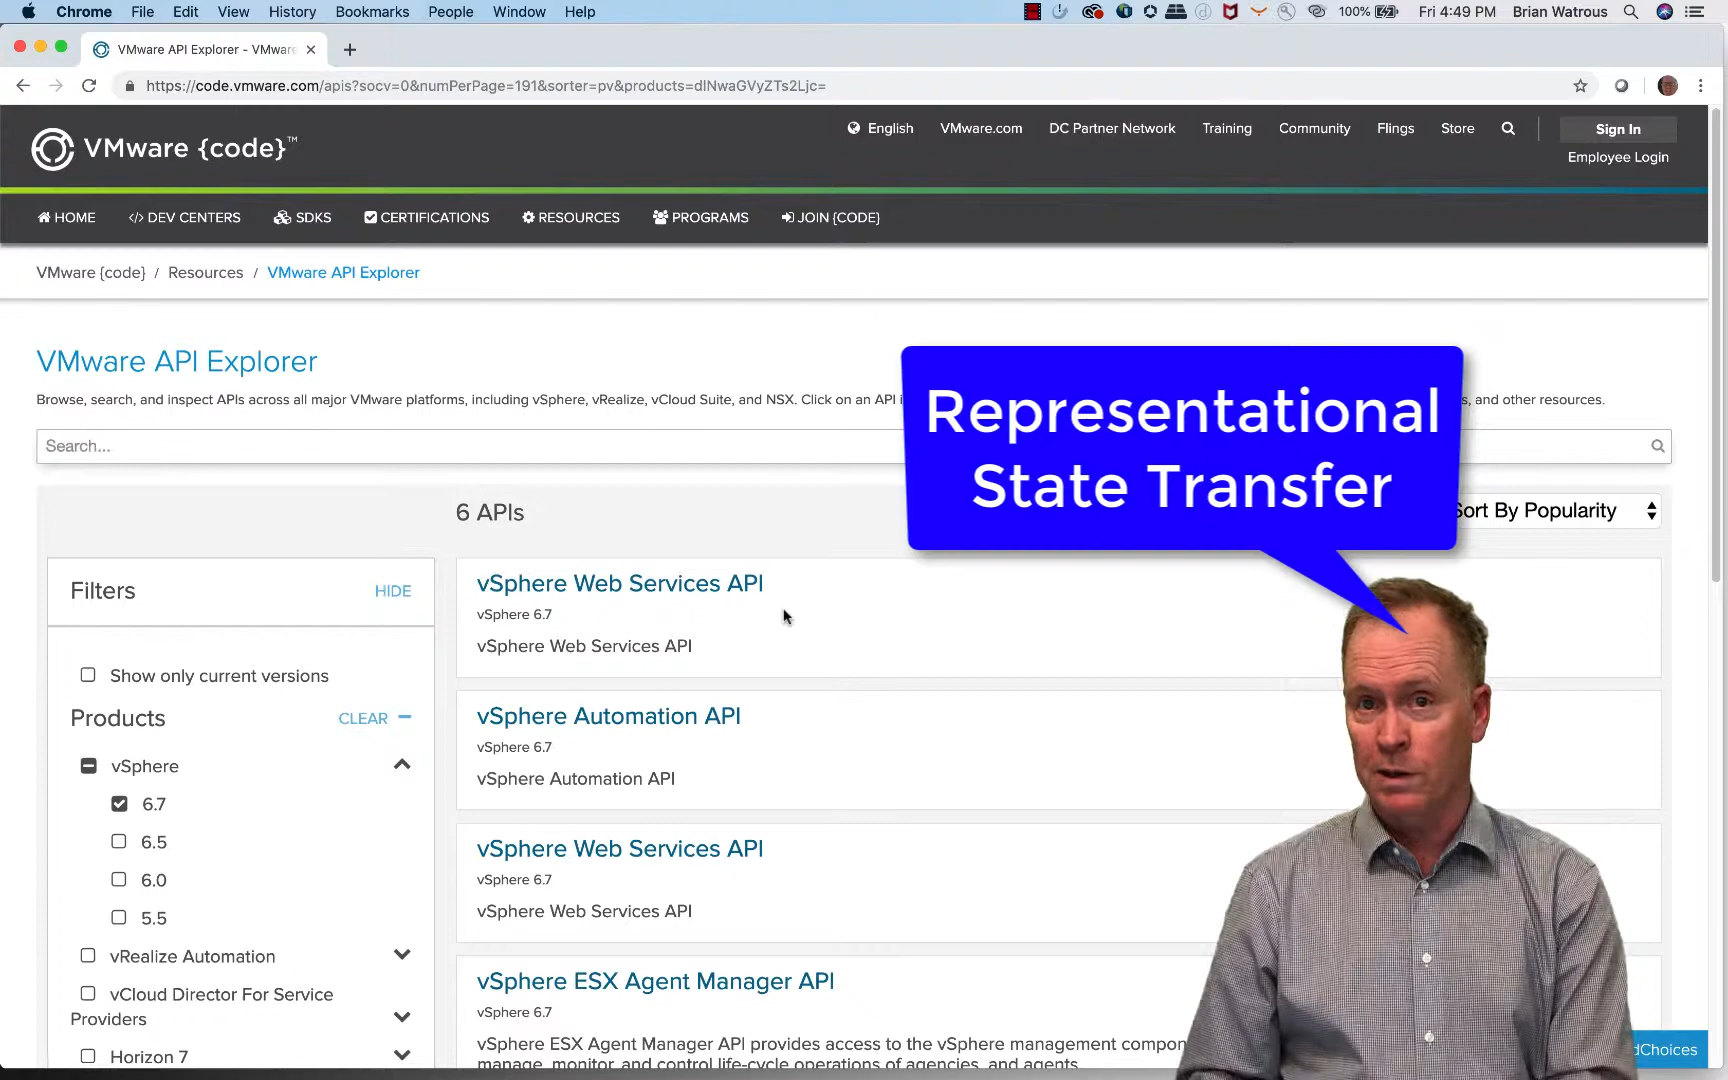 Chrome File Edit View History Bookmarks People Window Help 100% Fri 4:49 PM Brian Watrous
VMware API Explorer - VMware
https://code.vmware.com/apis?socv=0&numPerPage=191&sorter=pv&products=dlNwaGVyZTs2Ljc=
VMware {code}™
English VMware.com DC Partner Network Training Community Flings Store Sign In
Employee Login
HOME </> DEV CENTERS SDKS CERTIFICATIONS RESOURCES PROGRAMS JOIN {CODE}
VMware {code} / Resources / VMware API Explorer
VMware API Explorer
Browse, search, and inspect APIs across all major VMware platforms, including vSphere, vRealize, vCloud Suite, and NSX. Click on an API , and other resources.
Search...
Representational
State Transfer
6 APIs
Sort By Popularity
Filters HIDE
Show only current versions
Products CLEAR
vSphere
6.7
6.5
6.0
5.5
vRealize Automation
vCloud Director For Service
Providers
Horizon 7
vSphere Web Services API
vSphere 6.7
vSphere Web Services API
vSphere Automation API
vSphere 6.7
vSphere Automation API
vSphere Web Services API
vSphere 6.7
vSphere Web Services API
vSphere ESX Agent Manager API
vSphere 6.7
vSphere ESX Agent Manager API provides access to the vSphere management
manage, monitor, and control life-cycle operations of agencies, and agents